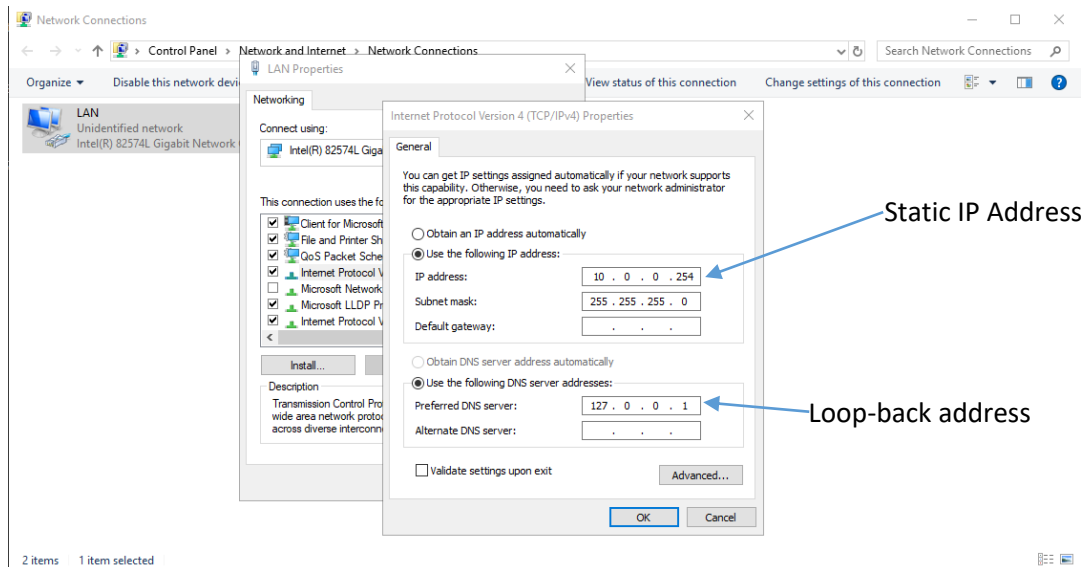 Network Connections
Control Panel > Network and Internet > Network Connections
Search Network Connections
Organize
Disable this network devi
View status of this connection
Change settings of this connection
LAN
Unidentified network
Intel(R) 82574L Gigabit Network
LAN Properties
Networking
Connect using:
Intel(R) 82574L Giga
This connection uses the fo
Client for Microsoft
File and Printer Sh
QoS Packet Sche
Internet Protocol V
Microsoft Network
Microsoft LLDP Pr
Internet Protocol V
Install...
Description
Transmission Control Pro
wide area network protoc
across diverse interconn
Internet Protocol Version 4 (TCP/IPv4) Properties
General
You can get IP settings assigned automatically if your network supports
this capability. Otherwise, you need to ask your network administrator
for the appropriate IP settings.
Obtain an IP address automatically
Use the following IP address:
IP address: 10 . 0 . 0 . 254
Subnet mask: 255 . 255 . 255 . 0
Default gateway: . . .
Obtain DNS server address automatically
Use the following DNS server addresses:
Preferred DNS server: 127 . 0 . 0 . 1
Alternate DNS server: . . .
Validate settings upon exit
Advanced...
OK Cancel
Static IP Address
Loop-back address
2 items 1 item selected